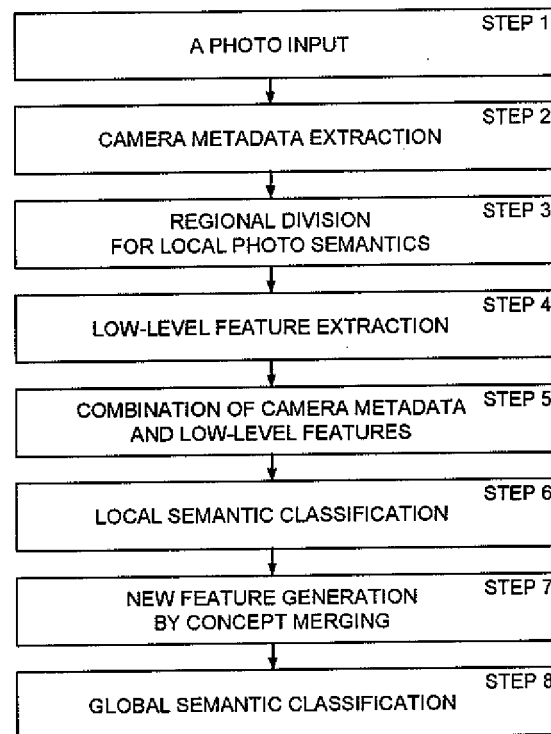 STEP 1
A PHOTO INPUT
STEP 2
CAMERA METADATA EXTRACTION
STEP 3
REGIONAL DIVISION
FOR LOCAL PHOTO SEMANTICS
STEP 4
LOW-LEVEL FEATURE EXTRACTION
STEP 5
COMBINATION OF CAMERA METADATA
AND LOW-LEVEL FEATURES
STEP 6
LOCAL SEMANTIC CLASSIFICATION
STEP 7
NEW FEATURE GENERATION
BY CONCEPT MERGING
STEP 8
GLOBAL SEMANTIC CLASSIFICATION